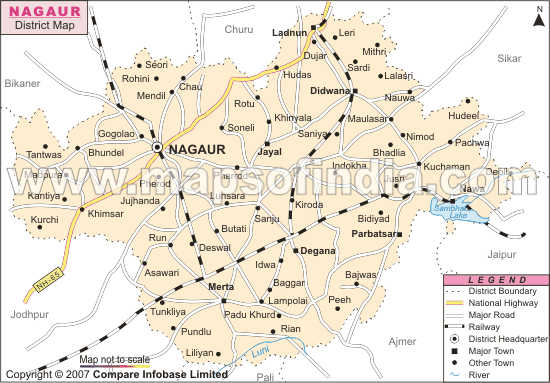 NAGAUR
District Map
N
Churu
Ladnun
Leri
Dujar
Mithri
Seori
Sikar
Rohini
Hudas
Sardi
Lalasri
Bikaner
Chau
Mendil
Didwana
Nauwa
Rotu
Hudeel
Khinyala
Maulasar
Gogolao
Soneli
Saniya
Nimod
Tantwas
Bhundel
NAGAUR
Jayal
Bhadlia
Pachwa
Indokha
Kuchaman
www.mapsofindia.com
Kantiya
Jusri
Nawa
Jujhanda
Luhsara
Kiroda
Sambhar
Lake
Kurchi
Khimsar
Sanju
Bidiyad
Butati
Parbatsar
Run
Deswal
Degana
Jaipur
Idwa
NH-65
Asawari
Baggar
Bajwas
Merta
Jodhpur
Lampolai
Tunkliya
Padu Khurd
Peeh
Rian
Pundlu
Ajmer
Liliyan
Luni
Pali
LEGEND
District Boundary
National Highway
Major Road
Railway
District Headquarter
Major Town
Other Town
River
Map not to scale
Copyright © 2007 Compare Infobase Limited